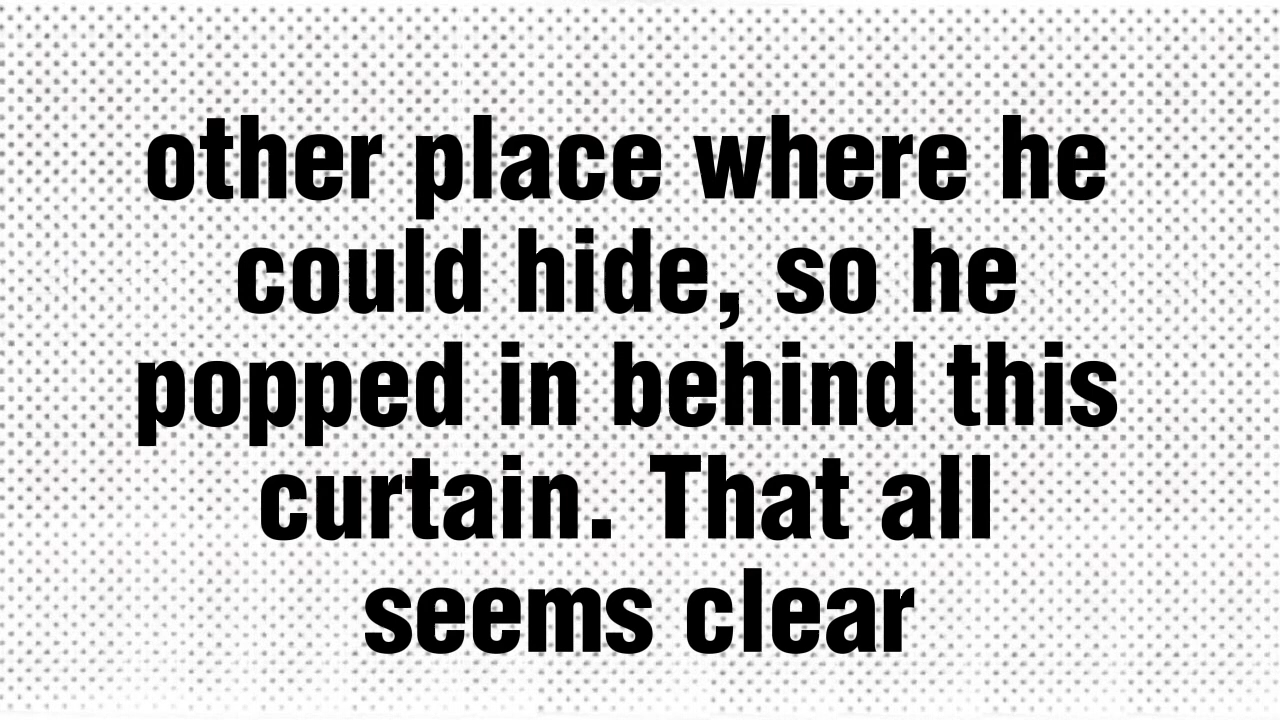 other place where he
could hide, so he
popped in behind this
curtain. That all
seems clear